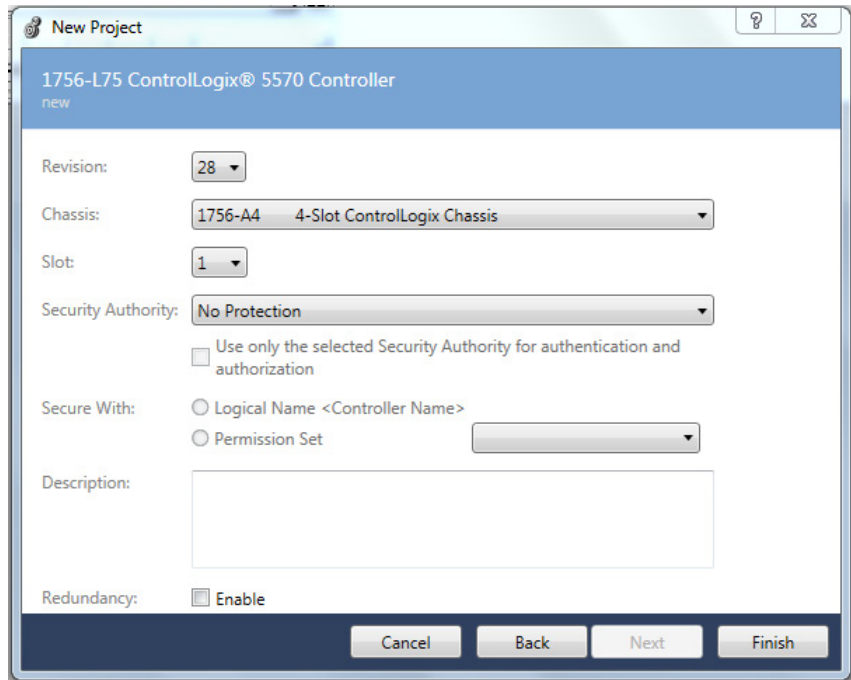 New Project
1756-L75 ControlLogix® 5570 Controller
new
Revision: 28
Chassis: 1756-A4 4-Slot ControlLogix Chassis
Slot: 1
Security Authority: No Protection
Use only the selected Security Authority for authentication and
authorization
Secure With: Logical Name <Controller Name>
Permission Set
Description:
Redundancy: Enable
Cancel Back Next Finish